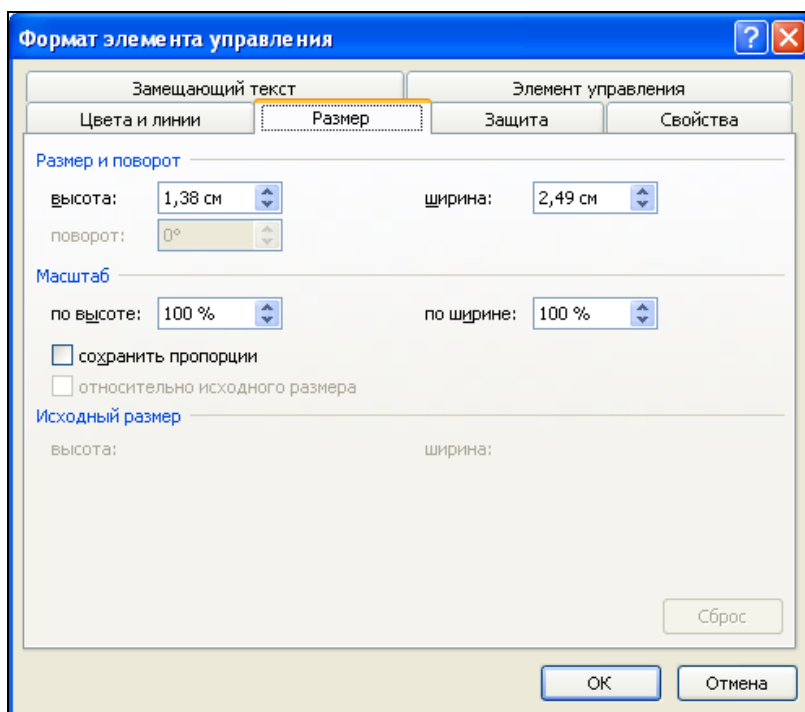 Формат элемента управления
Замещающий текст Элемент управления
Цвета и линии Размер Защита Свойства
Размер и поворот
высота: 1,38 см ширина: 2,49 см
поворот: 0°
Масштаб
по высоте: 100 % по ширине: 100 %
сохранить пропорции
относительно исходного размера
Исходный размер
высота: ширина:
Сброс
ОК Отмена